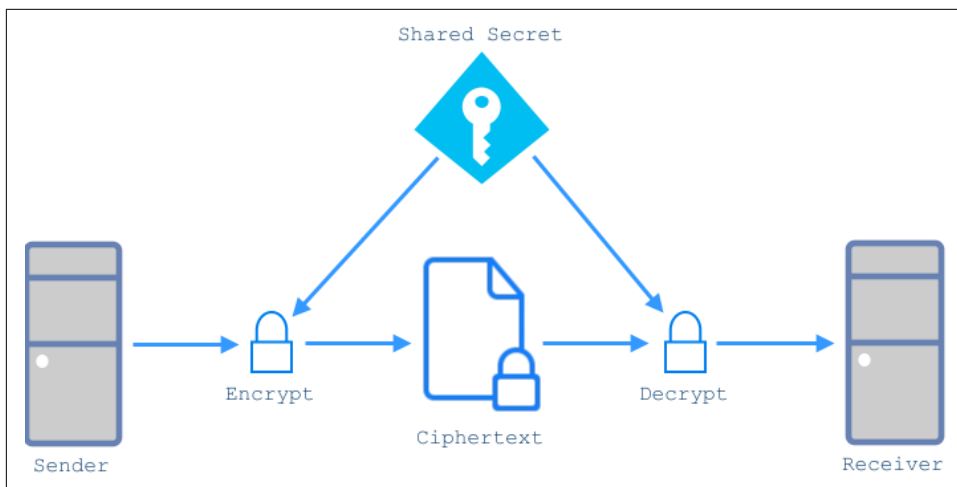 Shared Secret
Encrypt
Decrypt
Ciphertext
Sender
Receiver